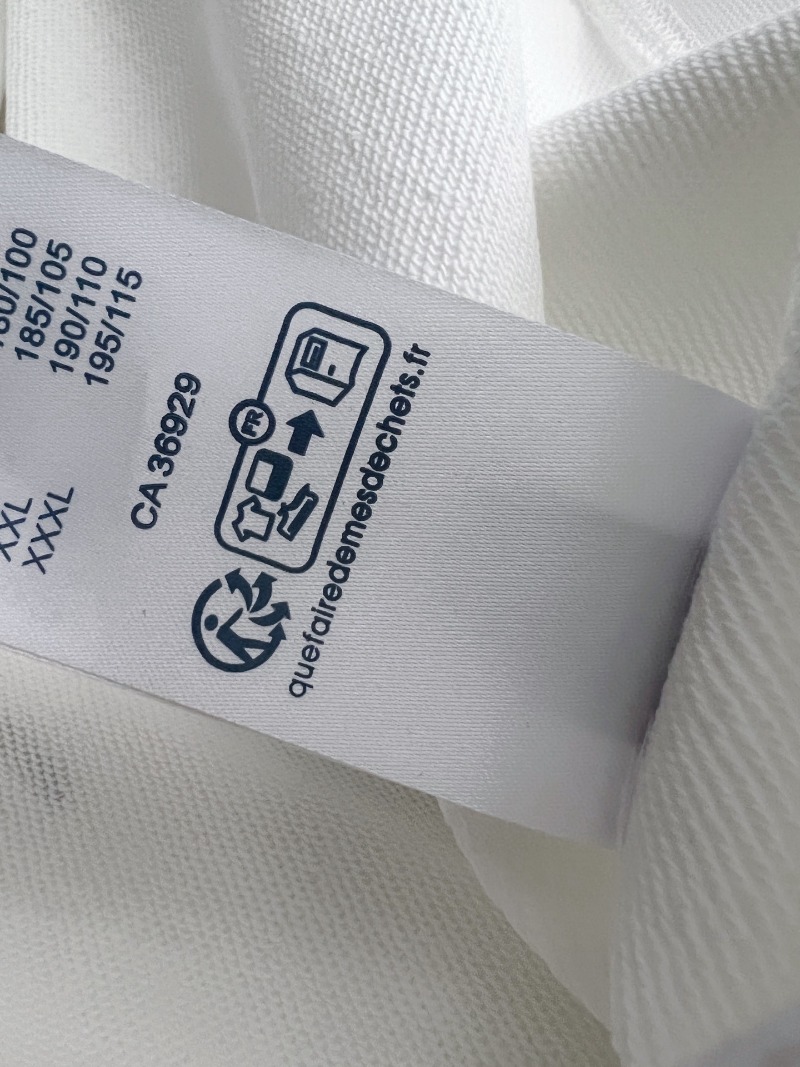 185/105
190/110
195/115
XXL
XXXL
CA 36929
FR
quefairedemesdechets.fr